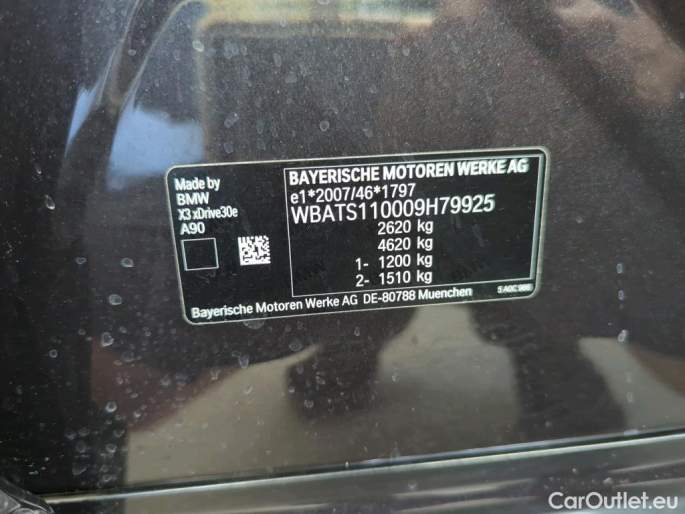 Made by
BMW
X3 xDrive30e
A90
BAYERISCHE MOTOREN WERKE AG
e1*2007/46*1797
WBATS110009H79925
2620 kg
4620 kg
1- 1200 kg
2- 1510 kg
Bayerische Motoren Werke AG DE-80788 Muenchen
CarOutlet.eu